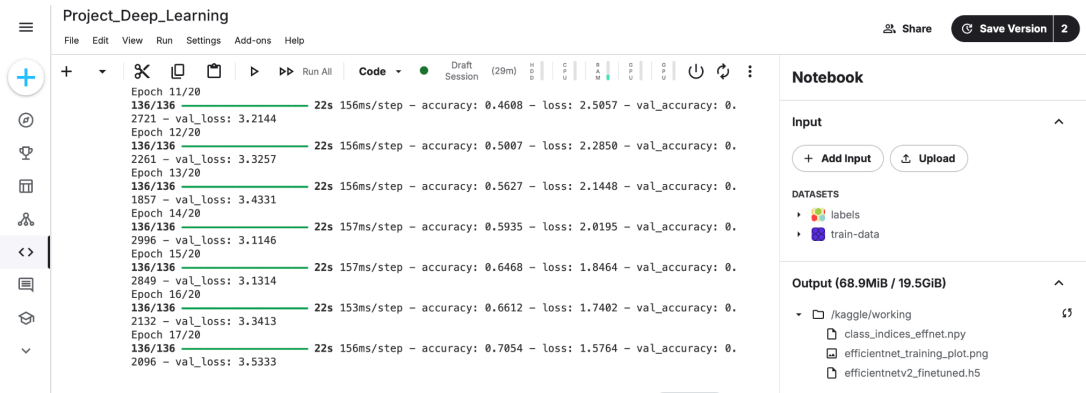 Project_Deep_Learning
File Edit View Run Settings Add-ons Help
Share
Save Version 2
Run All Code Draft Session (29m) HDD CPU RAM GPU GPU
Epoch 11/20
136/136 22s 156ms/step - accuracy: 0.4608 - loss: 2.5057 - val_accuracy: 0.
2721 - val_loss: 3.2144
Epoch 12/20
136/136 22s 156ms/step - accuracy: 0.5007 - loss: 2.2850 - val_accuracy: 0.
2261 - val_loss: 3.3257
Epoch 13/20
136/136 22s 156ms/step - accuracy: 0.5627 - loss: 2.1448 - val_accuracy: 0.
1857 - val_loss: 3.4331
Epoch 14/20
136/136 22s 157ms/step - accuracy: 0.5935 - loss: 2.0195 - val_accuracy: 0.
2996 - val_loss: 3.1146
Epoch 15/20
136/136 22s 157ms/step - accuracy: 0.6468 - loss: 1.8464 - val_accuracy: 0.
2849 - val_loss: 3.1314
Epoch 16/20
136/136 22s 153ms/step - accuracy: 0.6612 - loss: 1.7402 - val_accuracy: 0.
2132 - val_loss: 3.3413
Epoch 17/20
136/136 22s 156ms/step - accuracy: 0.7054 - loss: 1.5764 - val_accuracy: 0.
2096 - val_loss: 3.5333
Notebook
Input
+ Add Input Upload
DATASETS
labels
train-data
Output (68.9MiB / 19.5GiB)
/kaggle/working
class_indices_effnet.npy
efficientnet_training_plot.png
efficientnetv2_finetuned.h5